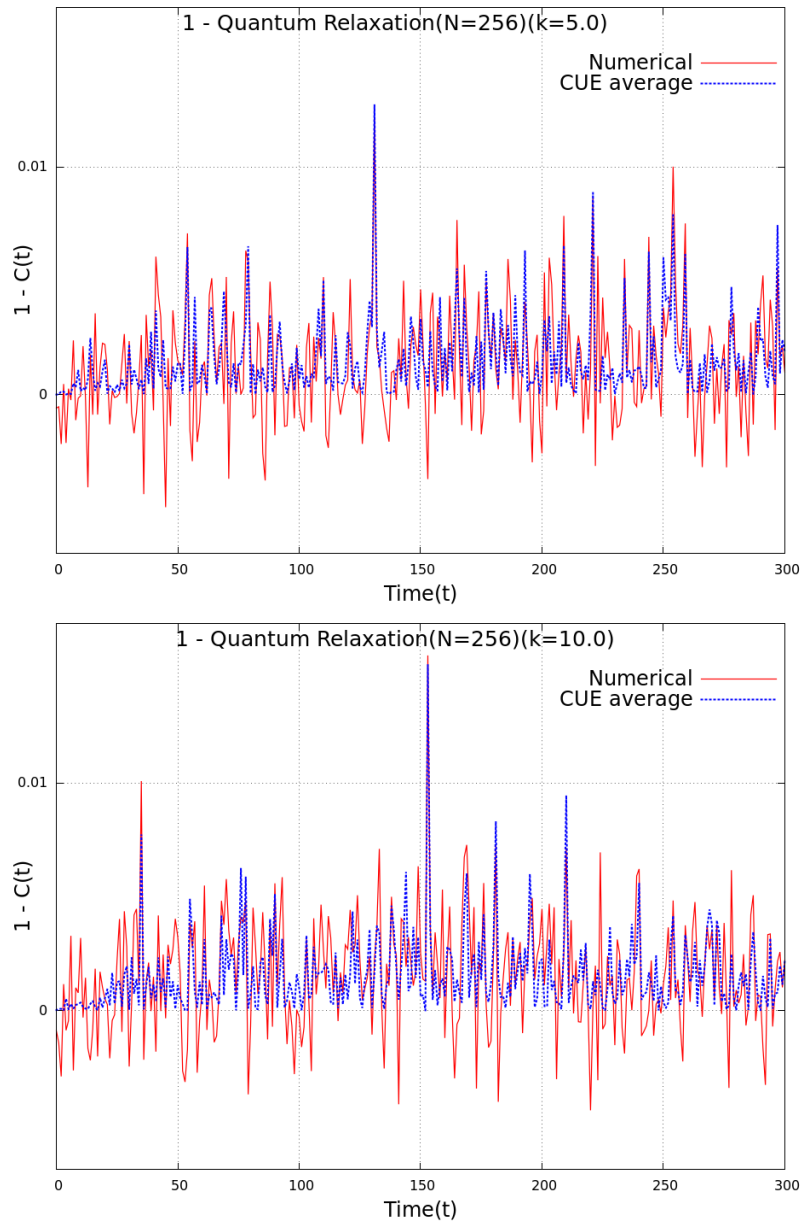 1 - Quantum Relaxation(N=256)(k=5.0)
Numerical
CUE average
0.01
1 - C(t)
0
0 50 100 150 200 250 300
Time(t)
1 - Quantum Relaxation(N=256)(k=10.0)
Numerical
CUE average
0.01
1 - C(t)
0
0 50 100 150 200 250 300
Time(t)